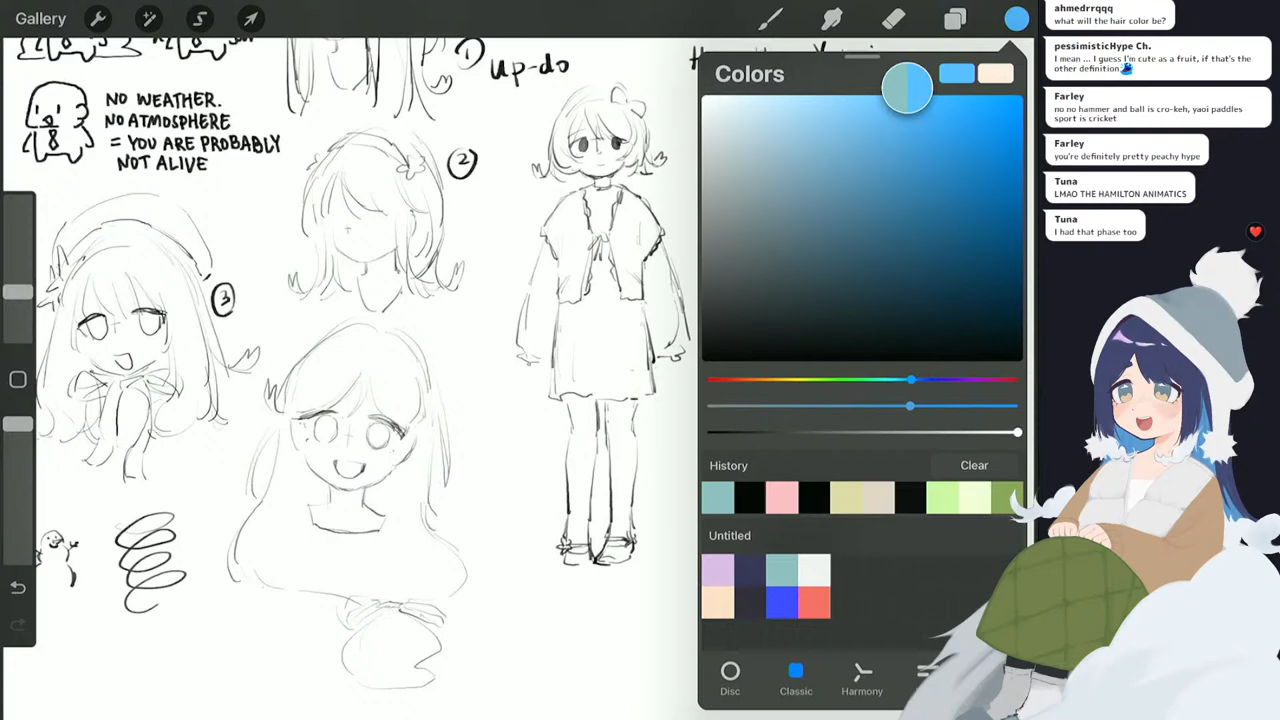 Gallery
① up-do
NO WEATHER.
NO ATMOSPHERE
= YOU ARE PROBABLY
NOT ALIVE
②
③
Colors
History
Clear
Untitled
Disc
Classic
Harmony
ahmedrrqqq
what will the hair color be?
pessimisticHype Ch.
I mean ... I guess I'm cute as a fruit, if that's the
other definition
Farley
no no hammer and ball is cro-keh, yaoi paddles
sport is cricket
Farley
you're definitely pretty peachy hype
Tuna
LMAO THE HAMILTON ANIMATICS
Tuna
I had that phase too